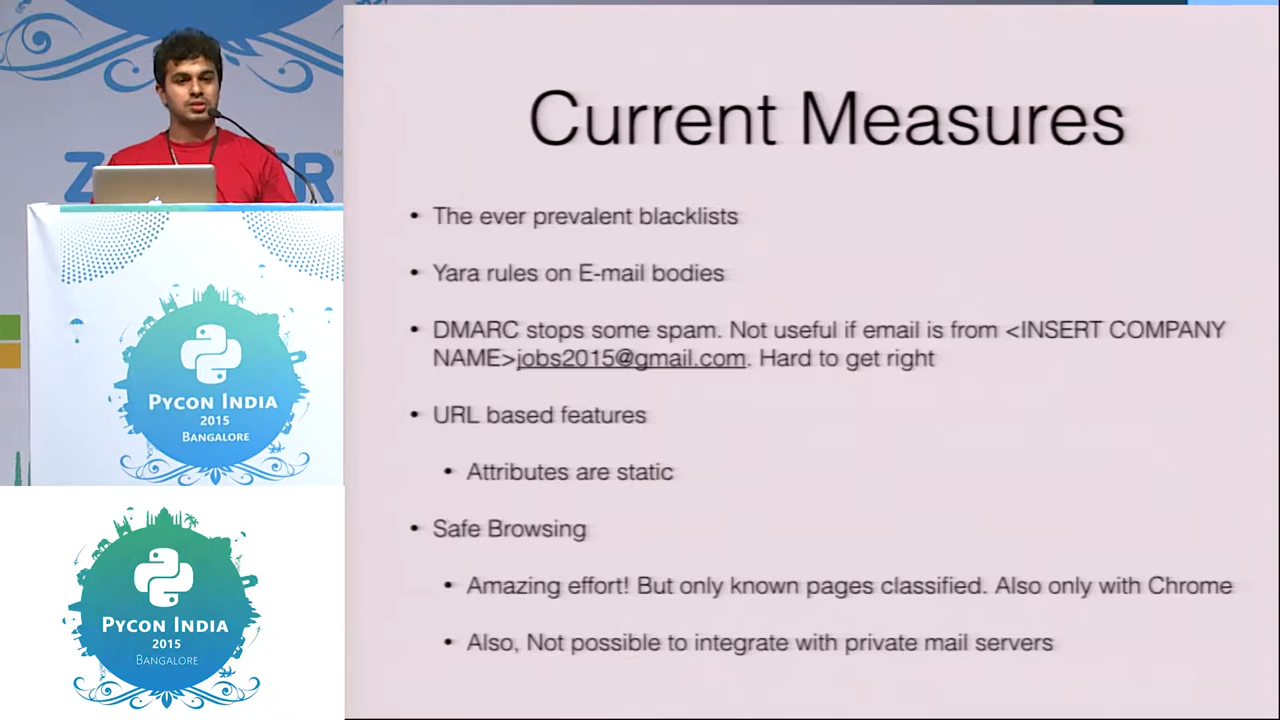 Current Measures
• The ever prevalent blacklists
• Yara rules on E-mail bodies
• DMARC stops some spam. Not useful if email is from <INSERT COMPANY
NAME>jobs2015@gmail.com. Hard to get right
• URL based features
• Attributes are static
• Safe Browsing
• Amazing effort! But only known pages classified. Also only with Chrome
• Also, Not possible to integrate with private mail servers
PYCON INDIA
2015
BANGALORE
PYCON INDIA
2015
BANGALORE